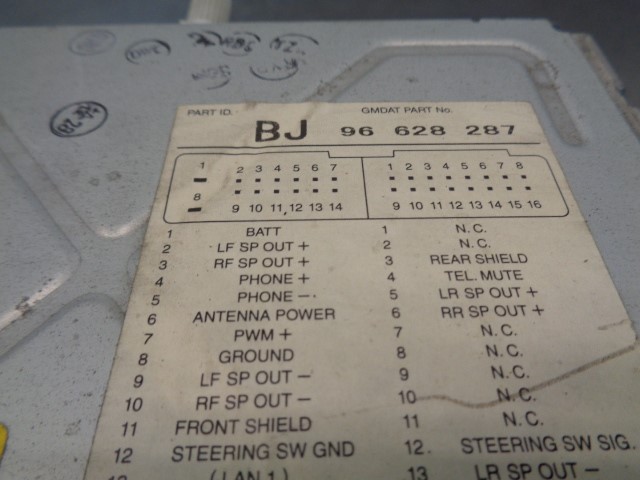 PART ID. GMDAT PART No.
BJ 96 628 287
1 2 3 4 5 6 7 1 2 3 4 5 6 7 8
8 9 10 11 12 13 14 9 10 11 12 13 14 15 16
1 BATT 1 N.C.
2 LF SP OUT + 2 N.C.
3 RF SP OUT + 3 REAR SHIELD
4 PHONE + 4 TEL. MUTE
5 PHONE - 5 LR SP OUT +
6 ANTENNA POWER 6 RR SP OUT +
7 PWM + 7 N.C.
8 GROUND 8 N.C.
9 LF SP OUT - 9 N.C.
10 RF SP OUT - 10 N.C.
11 FRONT SHIELD 11 N.C.
12 STEERING SW GND 12. STEERING SW SIG.
(LAN 1) 13 LR SP OUT -